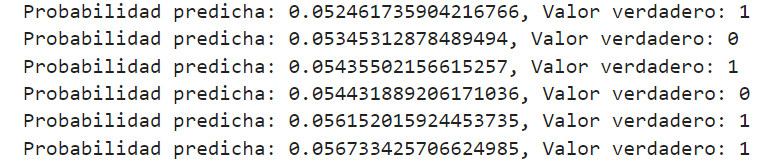 Probabilidad predicha: 0.052461735904216766, Valor verdadero: 1
Probabilidad predicha: 0.05345312878489494, Valor verdadero: 0
Probabilidad predicha: 0.05435502156615257, Valor verdadero: 1
Probabilidad predicha: 0.054431889206171036, Valor verdadero: 0
Probabilidad predicha: 0.056152015924453735, Valor verdadero: 1
Probabilidad predicha: 0.056733425706624985, Valor verdadero: 1